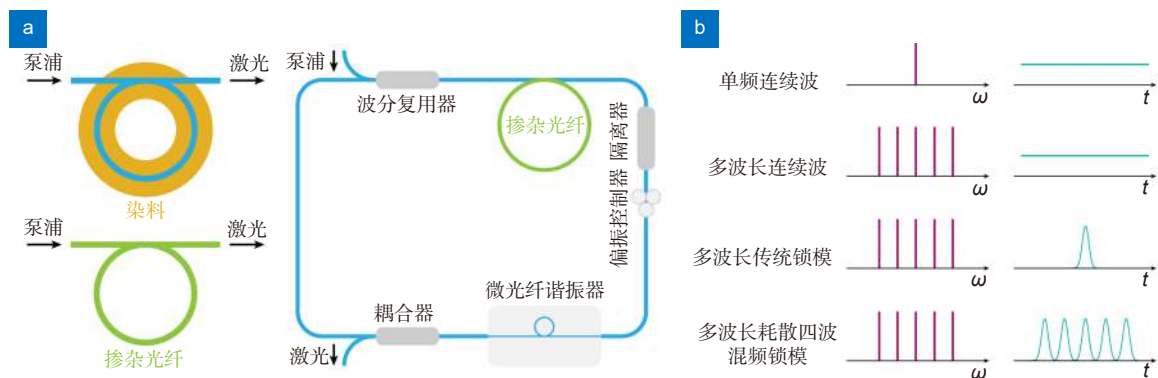 a
泵浦
激光
染料
泵浦
激光
掺杂光纤
泵浦
波分复用器
掺杂光纤
隔离器
偏振控制器
微光纤谐振器
耦合器
激光
b
单频连续波
ω
t
多波长连续波
ω
t
多波长传统锁模
ω
t
多波长耗散四波
混频锁模
ω
t